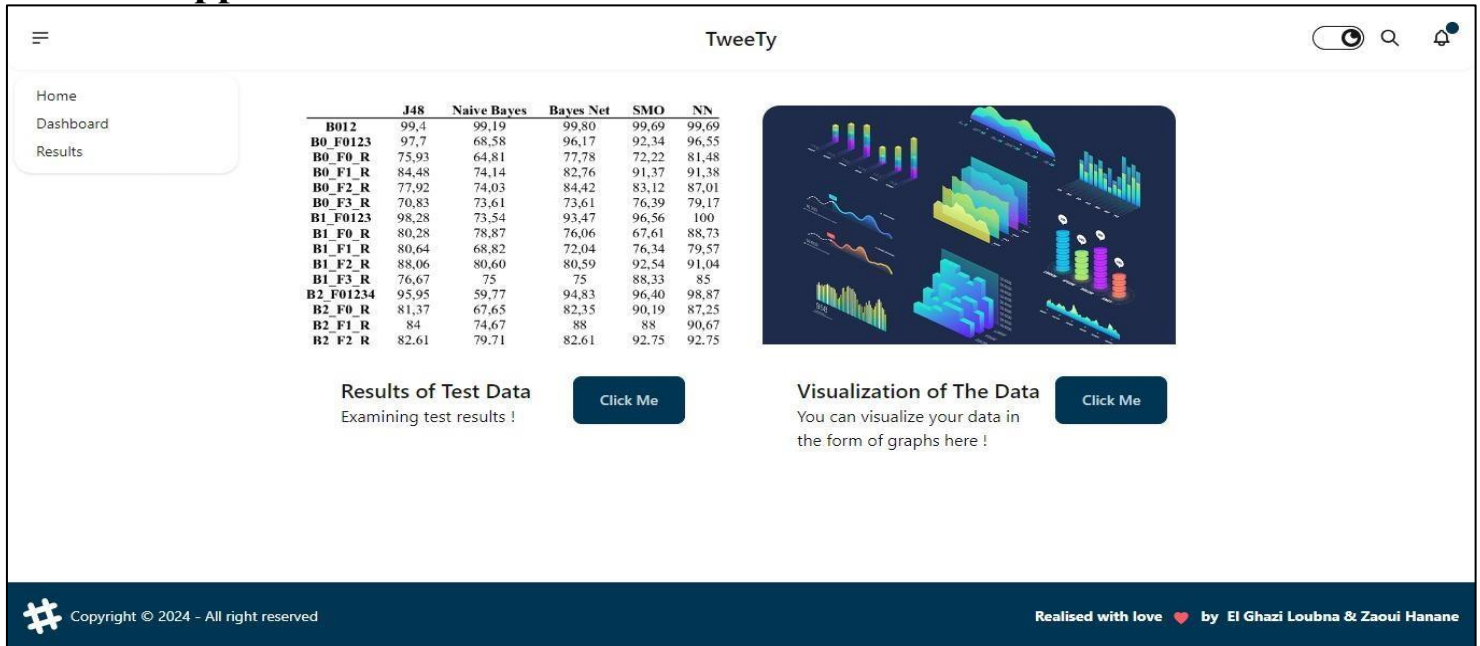 TweeTy
Home
Dashboard
Results
J48 Naive Bayes Bayes Net SMO NN
B012 99,4 99,19 99,80 99,69 99,69
B0_F0123 97,7 68,58 96,17 92,34 96,55
B0_F0_R 75,93 64,81 77,78 72,22 81,48
B0_F1_R 84,48 74,14 82,76 91,37 91,38
B0_F2_R 77,92 74,03 84,42 83,12 87,01
B0_F3_R 70,83 73,61 73,61 76,39 79,17
B1_F0123 98,28 73,54 93,47 96,56 100
B1_F0_R 80,28 78,87 76,06 67,61 88,73
B1_F1_R 80,64 68,82 72,04 76,34 79,57
B1_F2_R 88,06 80,60 80,59 92,54 91,04
B1_F3_R 76,67 75 75 88,33 85
B2_F01234 95,95 59,77 94,83 96,40 98,87
B2_F0_R 81,37 67,65 82,35 90,19 87,25
B2_F1_R 84 74,67 88 88 90,67
B2_F2_R 82,61 79,71 82,61 92,75 92,75
Results of Test Data
Examining test results !
Click Me
Visualization of The Data
You can visualize your data in
the form of graphs here !
Click Me
Copyright © 2024 - All right reserved
Realised with love ❤ by El Ghazi Loubna & Zaoui Hanane